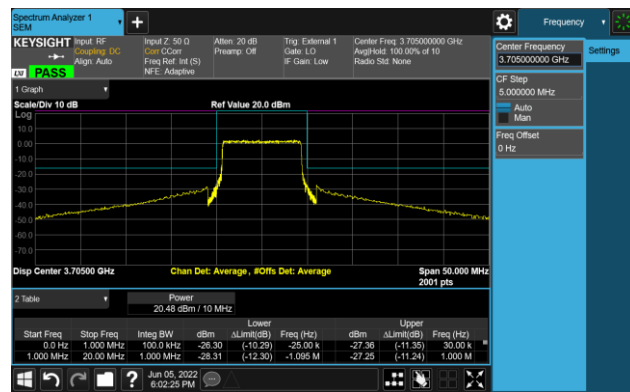 Spectrum Analyzer 1
SEM
Frequency
KEYSIGHT Input: RF Input Z: 50 Ω Atten: 20 dB Trig: External 1 Center Freq: 3.705000000 GHz
Coupling: DC Corr CCorr Preamp: Off Gate: LO Avg|Hold: 100.00% of 10
Align: Auto Freq Ref: Int (S) IF Gain: Low Radio Std: None
NFE: Adaptive
LXI PASS
Center Frequency
3.705000000 GHz
Settings
CF Step
5.000000 MHz
Auto
Man
Freq Offset
0 Hz
1 Graph
Scale/Div 10 dB Ref Value 20.0 dBm
Log
10.0
0.00
-10.0
-20.0
-30.0
-40.0
-50.0
-60.0
-70.0
Disp Center 3.70500 GHz Chan Det: Average , #Offs Det: Average Span 50.000 MHz
2001 pts
2 Table Power
20.48 dBm / 10 MHz
Lower Upper
Start Freq Stop Freq Integ BW dBm ΔLimit(dB) Freq (Hz) dBm ΔLimit(dB) Freq (Hz)
0.0 Hz 1.000 MHz 100.0 kHz -26.30 (-10.29) -25.00 k -27.36 (-11.35) 30.00 k
1.000 MHz 20.00 MHz 1.000 MHz -28.31 (-12.30) -1.095 M -27.25 (-11.24) 1.000 M
? Jun 05, 2022
6:02:25 PM